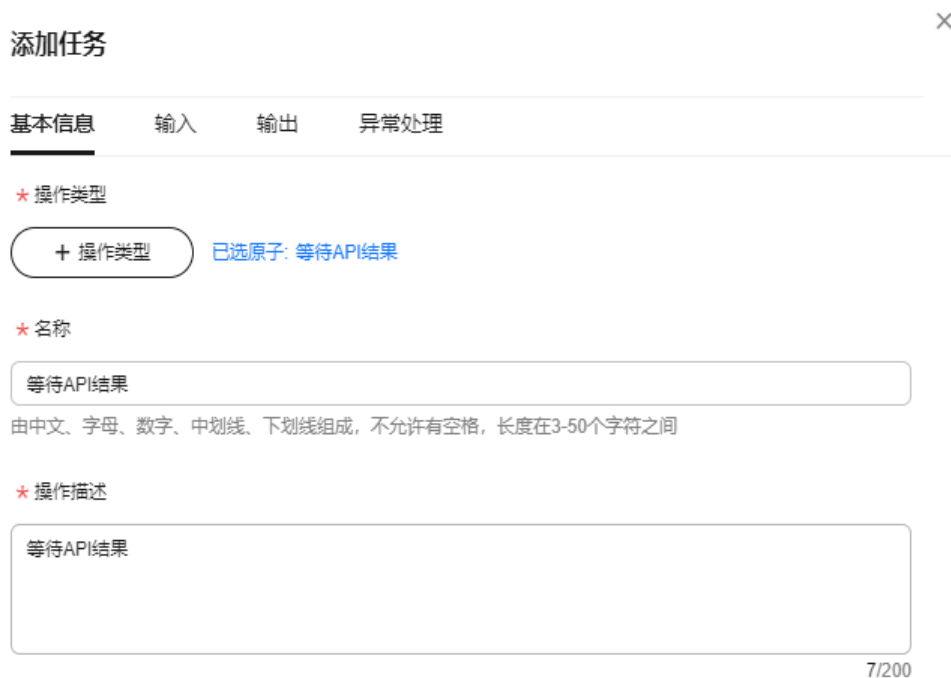 添加任务
基本信息 输入 输出 异常处理
* 操作类型
+ 操作类型 已选原子: 等待API结果
* 名称
等待API结果
由中文、字母、数字、中划线、下划线组成，不允许有空格，长度在3-50个字符之间
* 操作描述
等待API结果
7/200